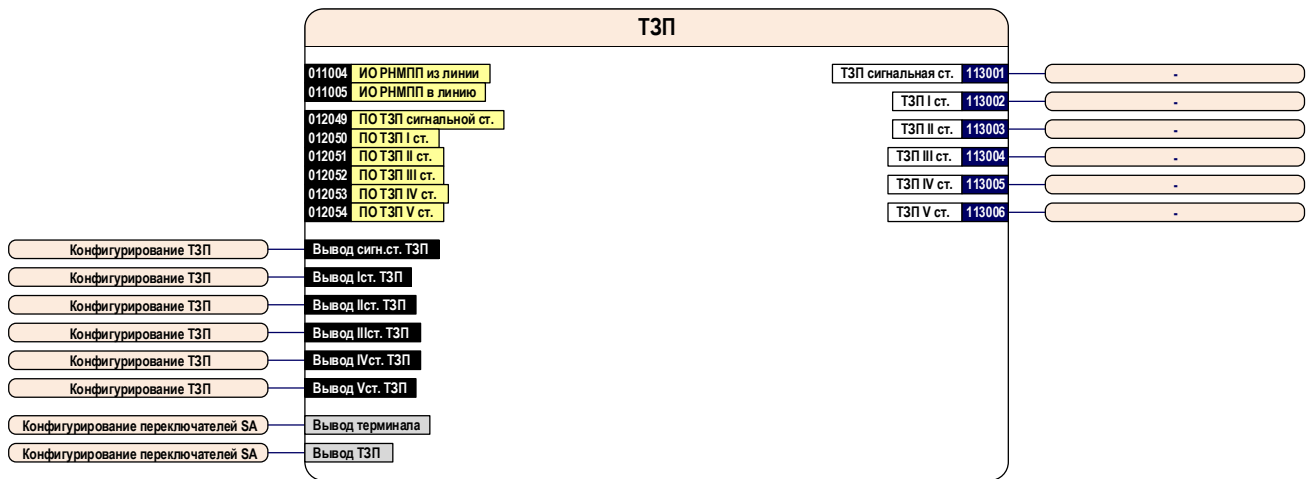 ТЗП
011004 ИО РНМПП из линии
011005 ИО РНМПП в линию
012049 ПО ТЗП сигнальной ст.
012050 ПО ТЗП I ст.
012051 ПО ТЗП II ст.
012052 ПО ТЗП III ст.
012053 ПО ТЗП IV ст.
012054 ПО ТЗП V ст.
ТЗП сигнальная ст. 113001 -
ТЗП I ст. 113002 -
ТЗП II ст. 113003 -
ТЗП III ст. 113004 -
ТЗП IV ст. 113005 -
ТЗП V ст. 113006 -
Конфигурирование ТЗП Вывод сигн.ст. ТЗП
Конфигурирование ТЗП Вывод Iст. ТЗП
Конфигурирование ТЗП Вывод IIст. ТЗП
Конфигурирование ТЗП Вывод IIIст. ТЗП
Конфигурирование ТЗП Вывод IVст. ТЗП
Конфигурирование ТЗП Вывод Vст. ТЗП
Конфигурирование переключателей SA Вывод терминала
Конфигурирование переключателей SA Вывод ТЗП